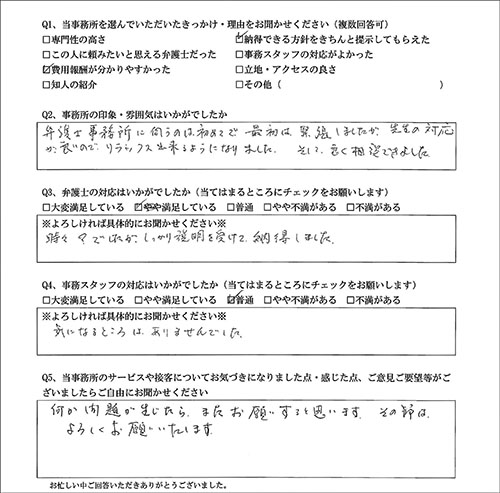 Q1、当事務所を選んでいただいたきっかけ・理由をお聞かせください（複数回答可）
□専門性の高さ ☑納得できる方針をきちんと提示してもらえた
□この人に頼みたいと思える弁護士だった □事務スタッフの対応がよかった
☑費用報酬が分かりやすかった □立地・アクセスの良さ
□知人の紹介 □その他（ ）
Q2、事務所の印象・雰囲気はいかがでしたか
弁護士事務所に伺うのは初めてで 最初は 緊張しましたが 先生の対応
が良いので、リラックス出来るようになりました。 そして、良く相談できました
Q3、弁護士の対応はいかがでしたか（当てはまるところにチェックをお願いします）
□大変満足している ☑やや満足している □普通 □やや不満がある □不満がある
※よろしければ具体的にお聞かせください※
時々 しっかり説明を受けて、納得しました。
Q4、事務スタッフの対応はいかがでしたか（当てはまるところにチェックをお願いします）
□大変満足している □やや満足している ☑普通 □やや不満がある □不満がある
※よろしければ具体的にお聞かせください※
気になるところは、ありませんでした。
Q5、当事務所のサービスや接客についてお気づきになりました点・感じた点、ご意見ご要望等がご
ざいましたらご自由にお聞かせください
何か問題が生じたら、またお願いすると思います。 その節は、
よろしくお願いいたします。
お忙しい中ご回答いただきありがとうございました。